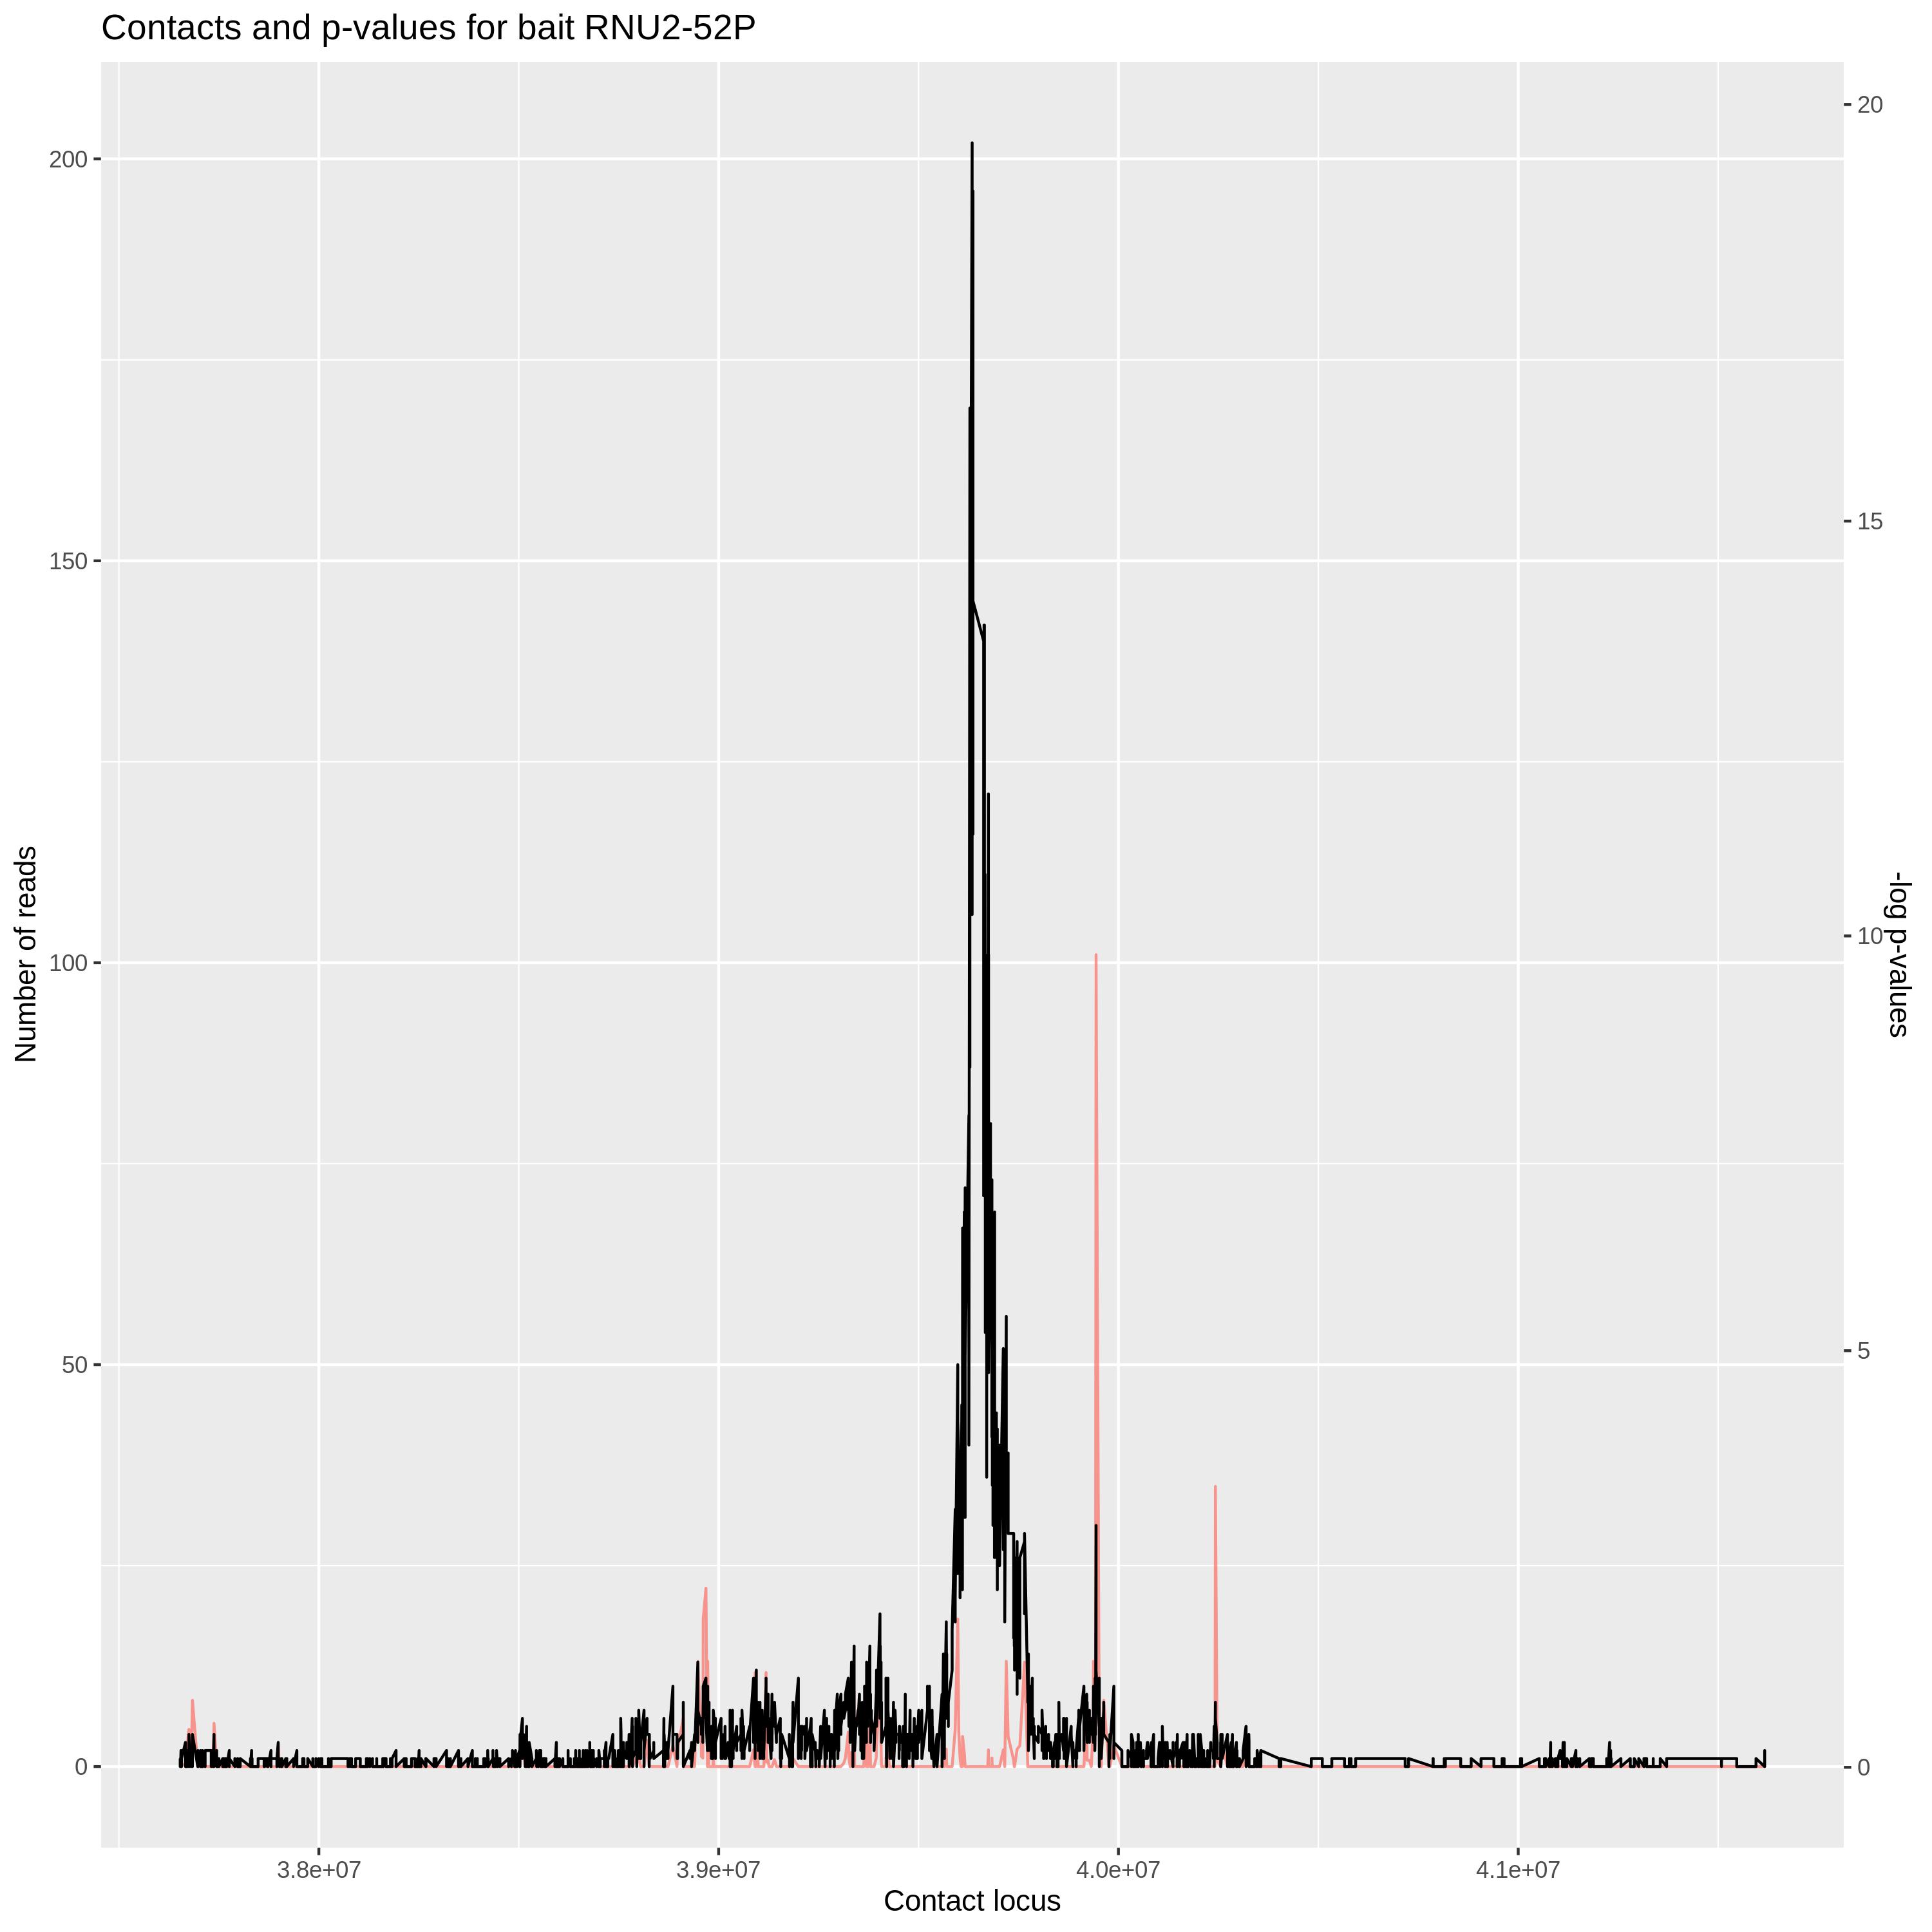 Contacts and p-values for bait RNU2-52P
200
150
100
50
0
Number of reads
20
15
10
5
0
-log p-values
3.8e+07 3.9e+07 4.0e+07 4.1e+07
Contact locus